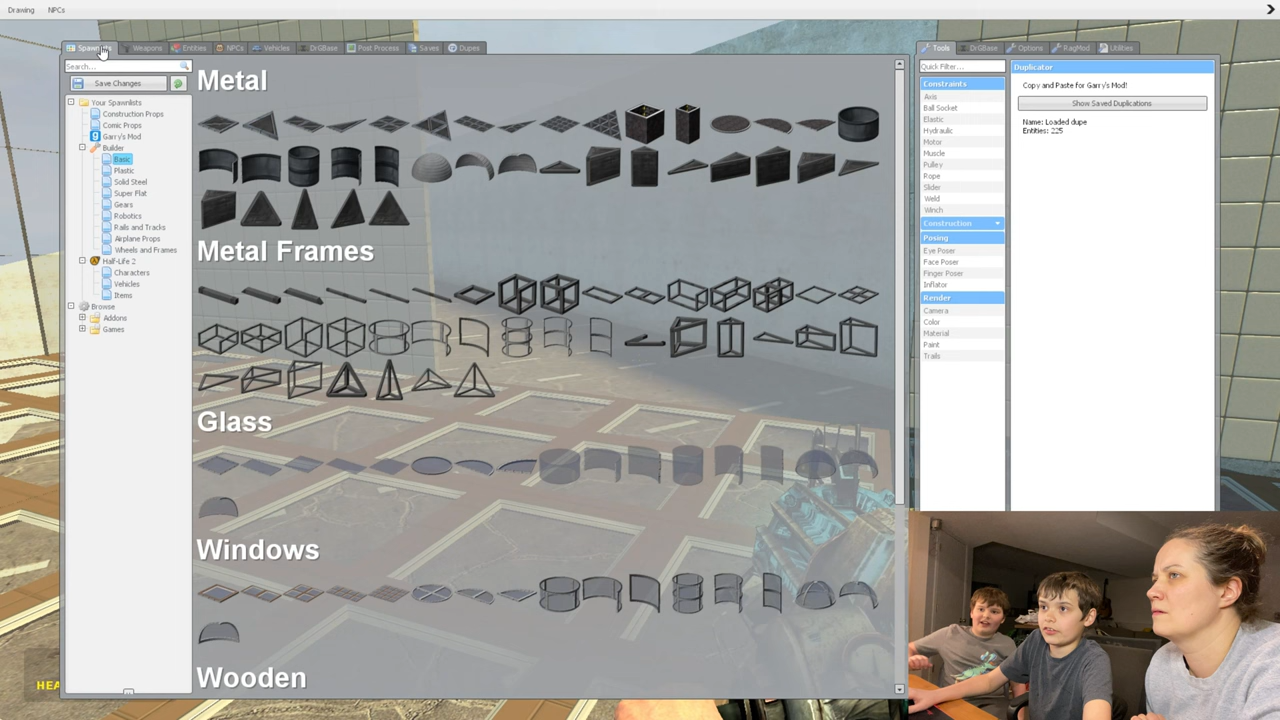 Drawing NPCs
Spawnlists Weapons Entities NPCs Vehicles DrGBase Post Process Saves Dupes
Search...
Save Changes
Your Spawnlists
Construction Props
Comic Props
Garry's Mod
Builder
Basic
Plastic
Solid Steel
Super Flat
Gears
Robotics
Rails and Tracks
Airplane Props
Wheels and Frames
Half-Life 2
Characters
Vehicles
Items
Browse
Addons
Games
Metal
Metal Frames
Glass
Windows
Wooden
Tools DrGBase Options RagMod Utilities
Quick Filter...
Constraints
Axis
Ball Socket
Elastic
Hydraulic
Motor
Muscle
Pulley
Rope
Slider
Weld
Winch
Construction
Posing
Eye Poser
Face Poser
Finger Poser
Inflator
Render
Camera
Color
Material
Paint
Trails
Duplicator
Copy and Paste for Garry's Mod!
Show Saved Duplications
Name: Loaded dupe
Entities: 225
HEA